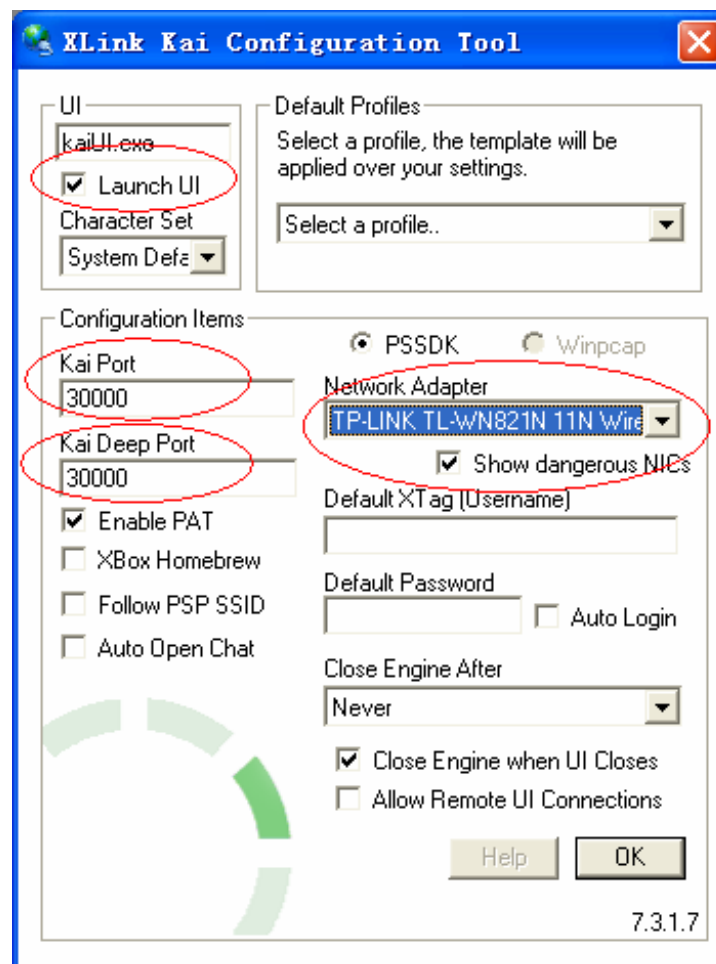 XLink Kai Configuration Tool
UI
kaiUI.exe
Launch UI
Character Set
System Defa
Default Profiles
Select a profile, the template will be
applied over your settings.
Select a profile..
Configuration Items
Kai Port
30000
Kai Deep Port
30000
Enable PAT
XBox Homebrew
Follow PSP SSID
Auto Open Chat
PSSDK
Winpcap
Network Adapter
TP-LINK TL-WN821N 11N Wire
Show dangerous NICs
Default XTag (Username)
Default Password
Auto Login
Close Engine After
Never
Close Engine when UI Closes
Allow Remote UI Connections
Help
OK
7.3.1.7